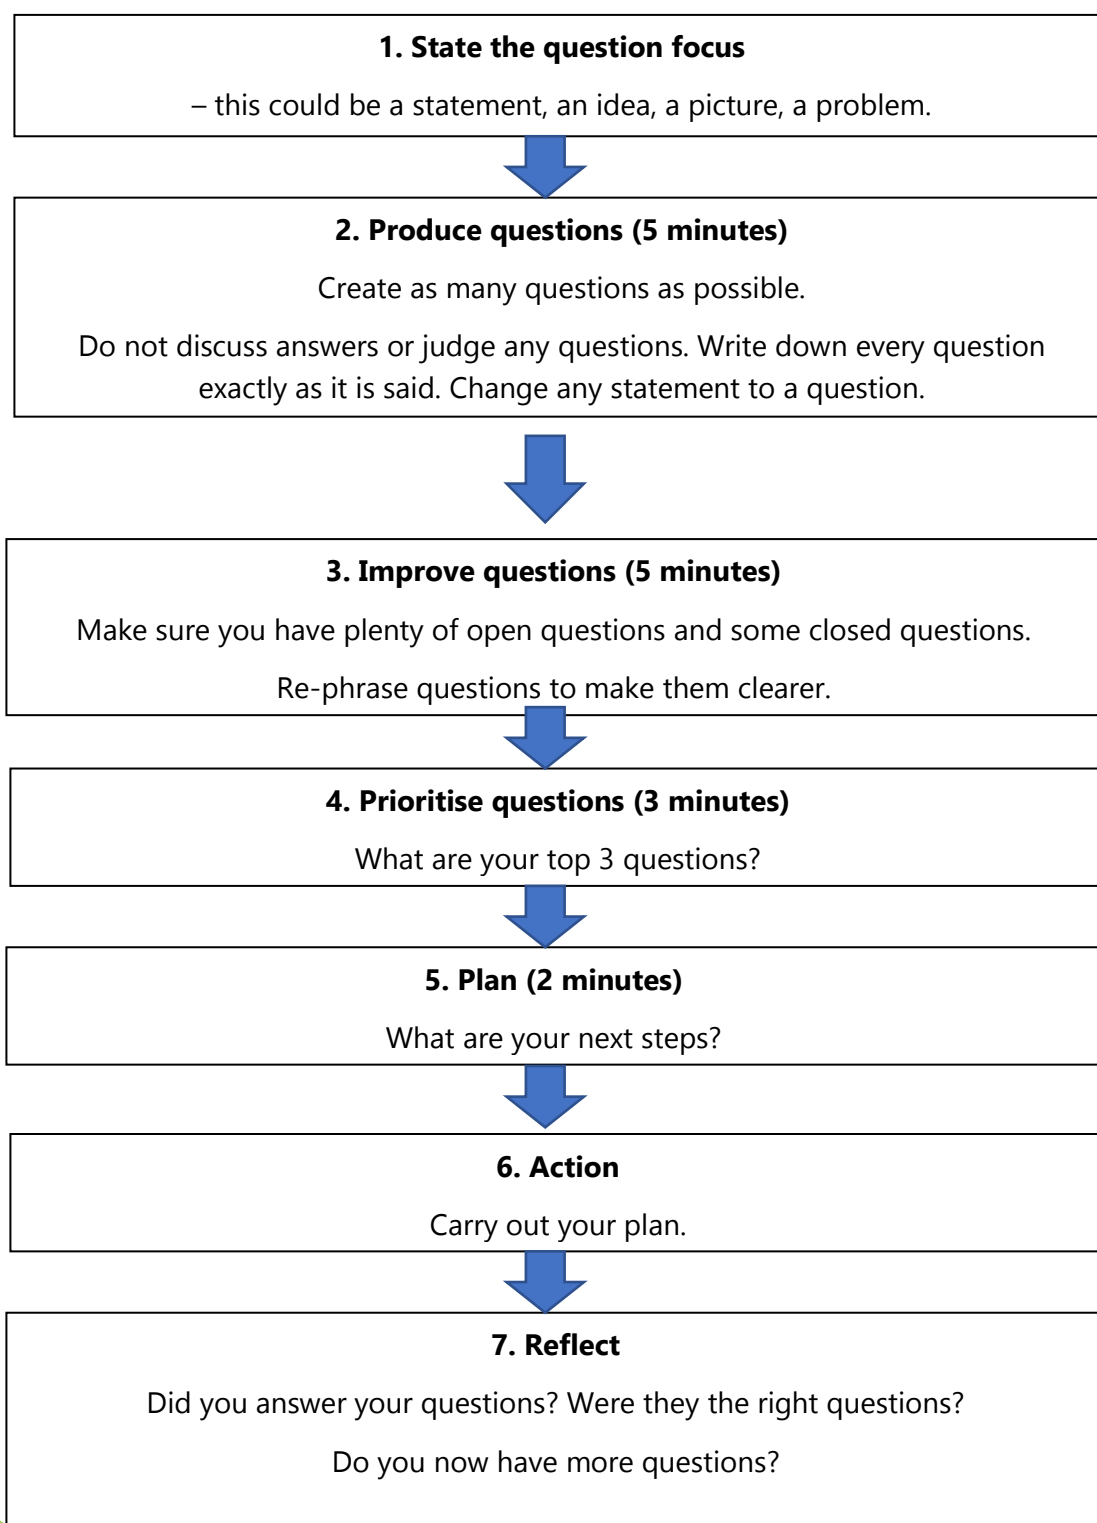 1. State the question focus
– this could be a statement, an idea, a picture, a problem.
2. Produce questions (5 minutes)
Create as many questions as possible.
Do not discuss answers or judge any questions. Write down every question
exactly as it is said. Change any statement to a question.
3. Improve questions (5 minutes)
Make sure you have plenty of open questions and some closed questions.
Re-phrase questions to make them clearer.
4. Prioritise questions (3 minutes)
What are your top 3 questions?
5. Plan (2 minutes)
What are your next steps?
6. Action
Carry out your plan.
7. Reflect
Did you answer your questions? Were they the right questions?
Do you now have more questions?